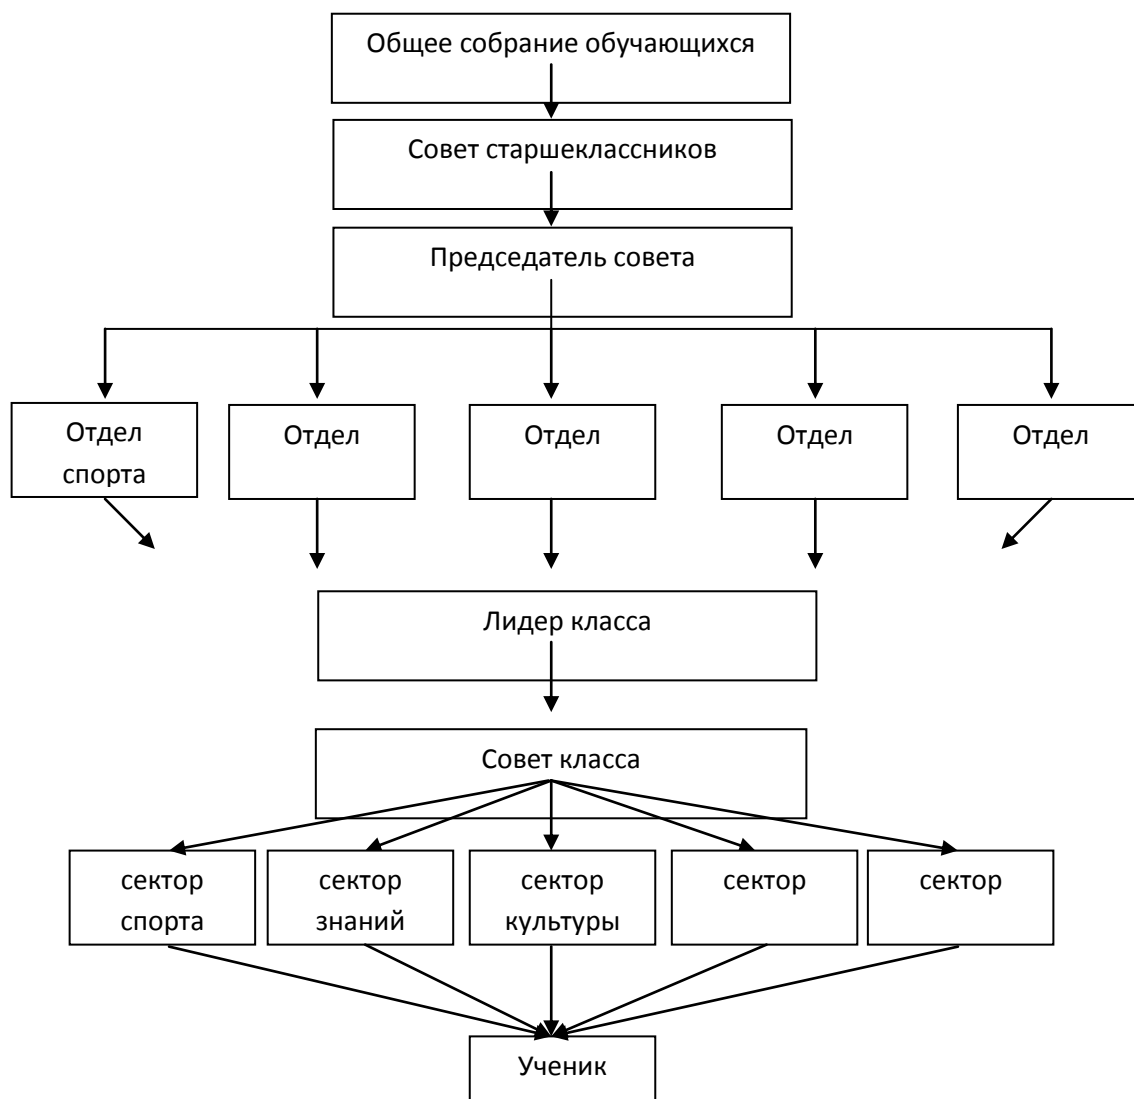 Общее собрание обучающихся
Совет старшеклассников
Председатель совета
Отдел
спорта
Отдел
Отдел
Отдел
Отдел
Лидер класса
Совет класса
сектор
спорта
сектор
знаний
сектор
культуры
сектор
сектор
Ученик